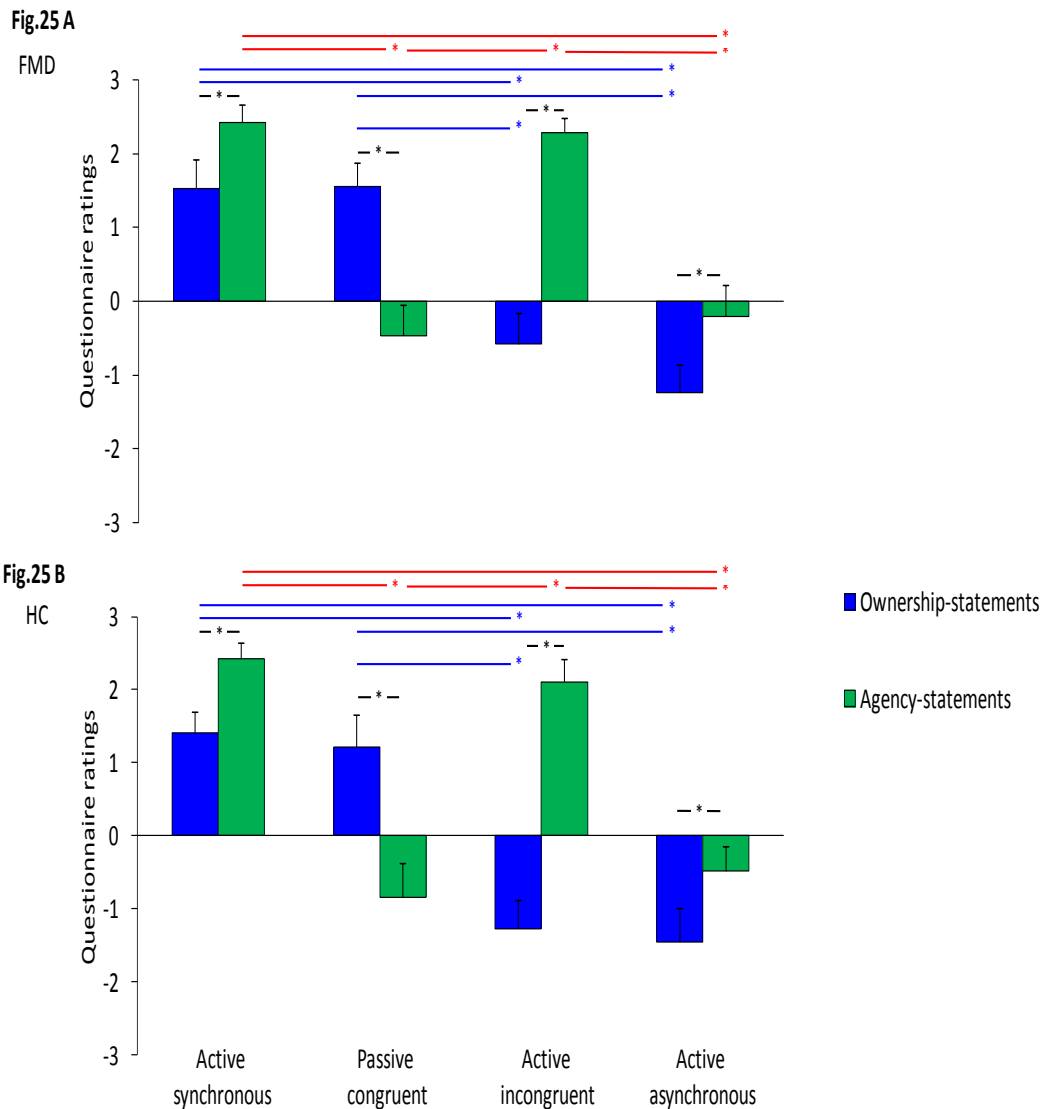 Fig.25 A
FMD
* *
* * *
* *
* *
* *
* *
*
*
3
2
1
0
-1
-2
-3
Questionnaire ratings
Fig.25 B
HC
*
* * *
*
*
* *
* *
*
*
3
2
1
0
-1
-2
-3
Questionnaire ratings
Ownership-statements
Agency-statements
Active
synchronous
Passive
congruent
Active
incongruent
Active
asynchronous